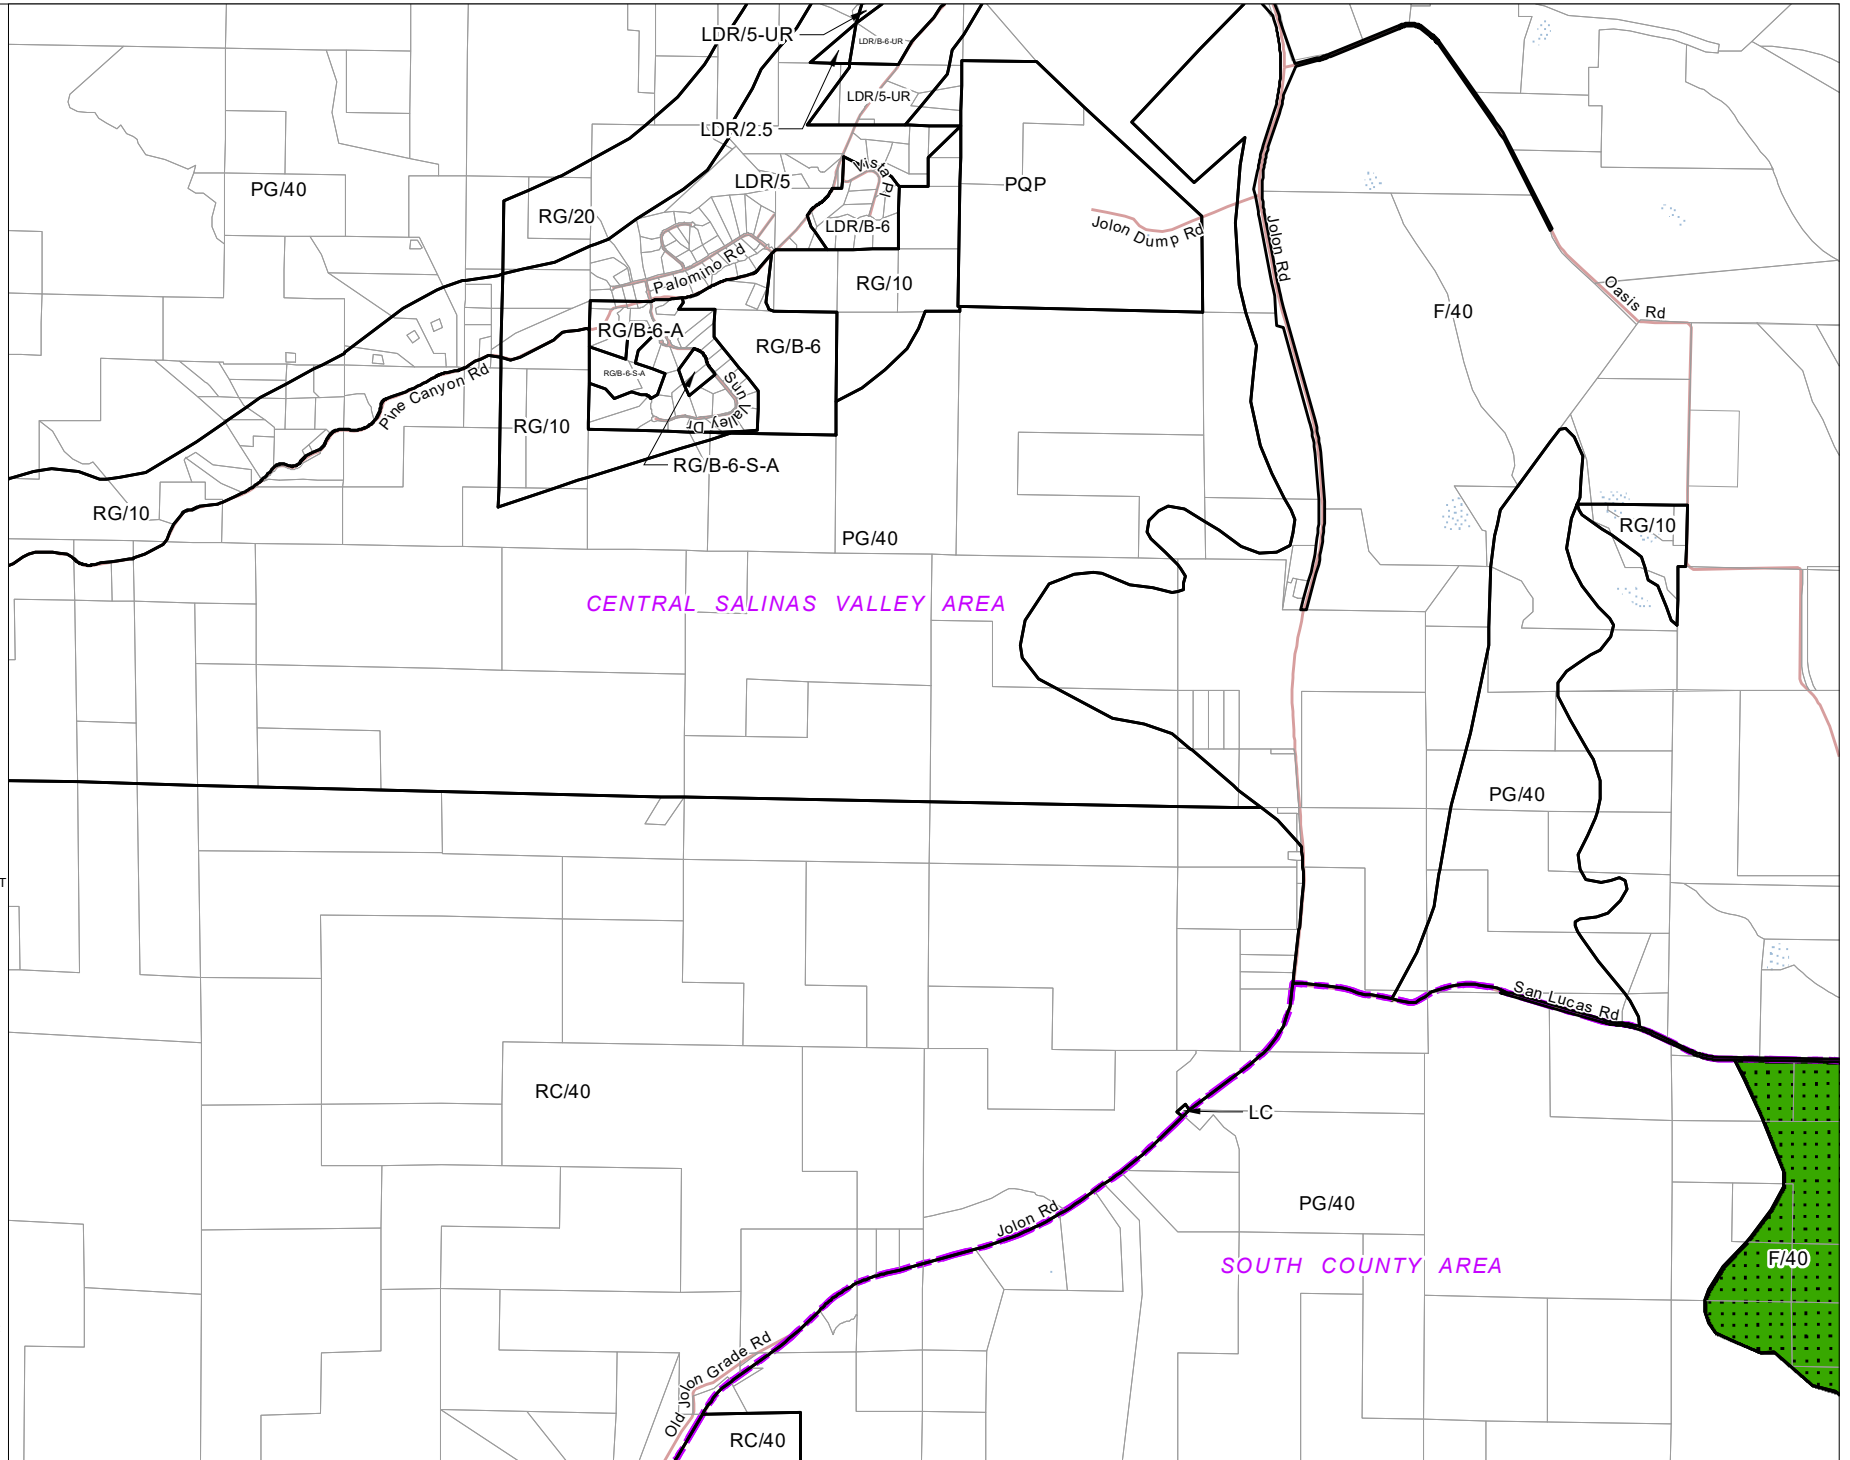 LDR/5-UR
LDR/B-6-UR
LDR/5-UR
LDR/2.5
Vista Pl
PG/40
LDR/5
PQP
RG/20
LDR/B-6
Jolon Dump Rd
Jolon Rd
Palomino Rd
RG/10
F/40
Oasis Rd
RG/B-6-A
RG/B-6
RG/B-6-S-A
Pine Canyon Rd
Sun Valley Dr
RG/10
RG/B-6-S-A
RG/10
RG/10
PG/40
CENTRAL SALINAS VALLEY AREA
PG/40
T
San Lucas Rd
RC/40
LC
PG/40
Jolon Rd
SOUTH COUNTY AREA
F/40
Old Jolon Grade Rd
RC/40